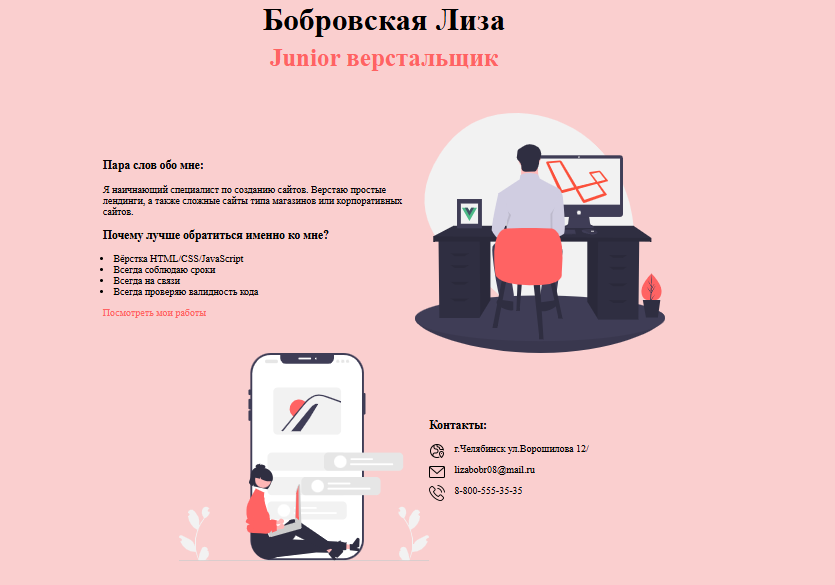 Бобровская Лиза
Junior верстальщик
Пара слов обо мне:
Я наичнающий специалист по созданию сайтов. Верстаю простые
лендинги, а также сложные сайты типа магазинов или корпоративных
сайтов.
Почему лучше обратиться именно ко мне?
Вёрстка HTML/CSS/JavaScript
Всегда соблюдаю сроки
Всегда на связи
Всегда проверяю валидность кода
Посмотреть мои работы
Контакты:
г.Челябинск ул.Ворошилова 12/
lizabobr08@mail.ru
8-800-555-35-35